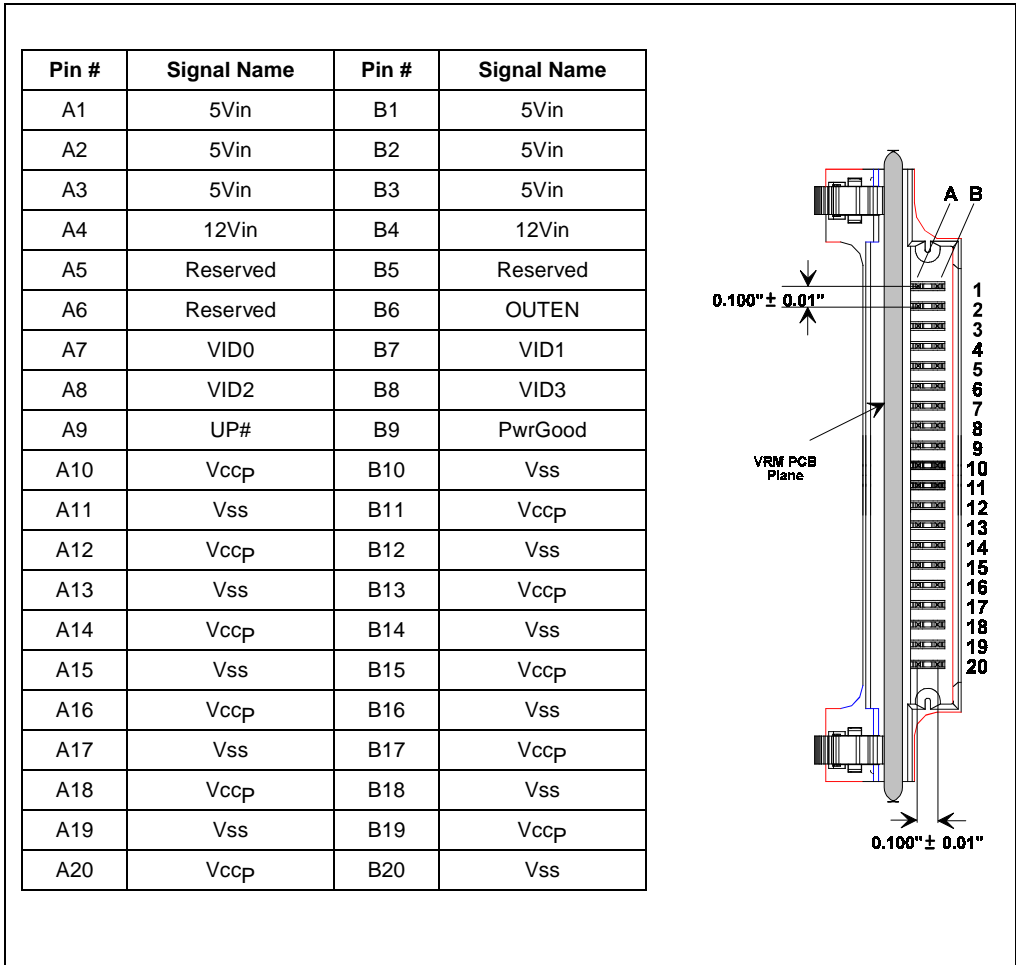 Pin # Signal Name Pin # Signal Name
A1 5Vin B1 5Vin
A2 5Vin B2 5Vin
A3 5Vin B3 5Vin
A4 12Vin B4 12Vin
A5 Reserved B5 Reserved
A6 Reserved B6 OUTEN
A7 VID0 B7 VID1
A8 VID2 B8 VID3
A9 UP# B9 PwrGood
A10 VccP B10 Vss
A11 Vss B11 VccP
A12 VccP B12 Vss
A13 Vss B13 VccP
A14 VccP B14 Vss
A15 Vss B15 VccP
A16 VccP B16 Vss
A17 Vss B17 VccP
A18 VccP B18 Vss
A19 Vss B19 VccP
A20 VccP B20 Vss
A B
0.100"± 0.01"
1
2
3
4
5
6
7
8
9
10
11
12
13
14
15
16
17
18
19
20
VRM PCB
Plane
0.100"± 0.01"